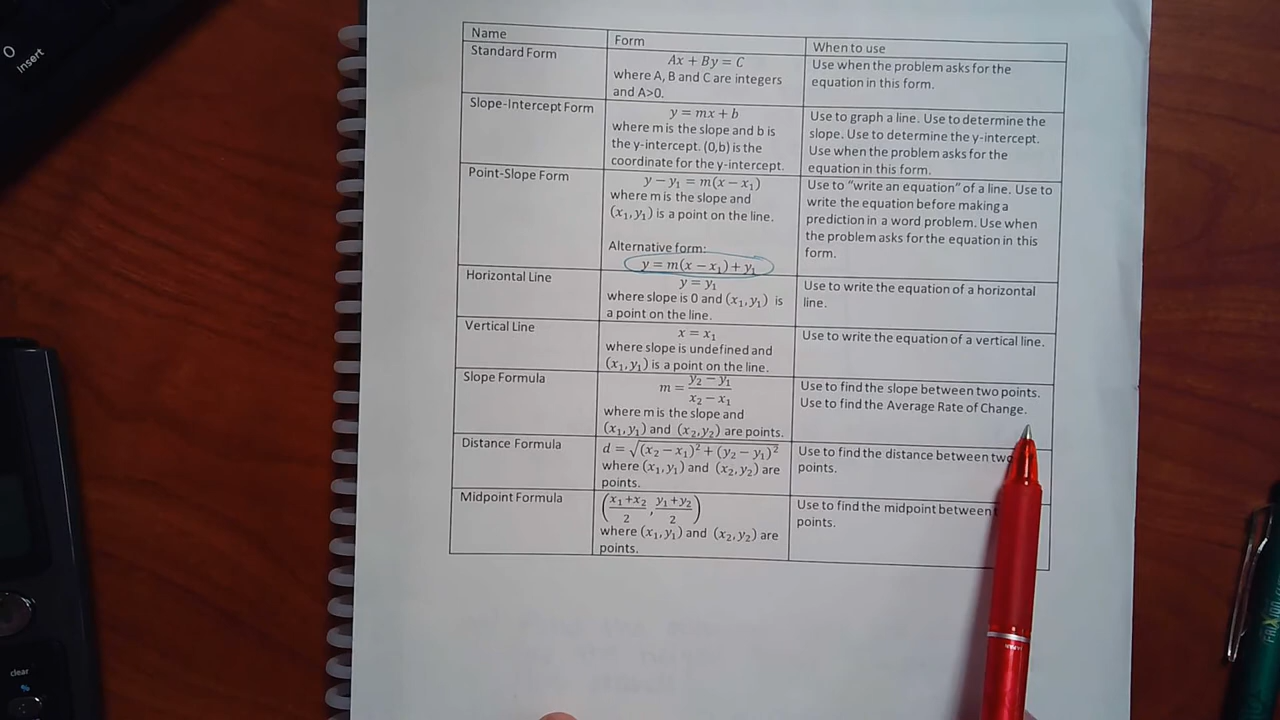 Name Form When to use
Standard Form
Ax + By = C
where A, B and C are integers
and A>0.
Use when the problem asks for the
equation in this form.
Slope-Intercept Form
y = mx + b
where m is the slope and b is
the y-intercept. (0,b) is the
coordinate for the y-intercept.
Use to graph a line. Use to determine the
slope. Use to determine the y-intercept.
Use when the problem asks for the
equation in this form.
Point-Slope Form
y − y₁ = m(x − x₁)
where m is the slope and
(x₁, y₁) is a point on the line.
Alternative form:
y = m(x − x₁) + y₁
Use to “write an equation” of a line. Use to
write the equation before making a
prediction in a word problem. Use when
the problem asks for the equation in this
form.
Horizontal Line
y = y₁
where slope is 0 and (x₁, y₁) is
a point on the line.
Use to write the equation of a horizontal
line.
Vertical Line
x = x₁
where slope is undefined and
(x₁, y₁) is a point on the line.
Use to write the equation of a vertical line.
Slope Formula
m = (y₂ − y₁)/(x₂ − x₁)
where m is the slope and
(x₁, y₁) and (x₂, y₂) are points.
Use to find the slope between two points.
Use to find the Average Rate of Change.
Distance Formula
d = √((x₂ − x₁)² + (y₂ − y₁)²)
where (x₁, y₁) and (x₂, y₂) are
points.
Use to find the distance between two
points.
Midpoint Formula
((x₁+x₂)/2, (y₁+y₂)/2)
where (x₁, y₁) and (x₂, y₂) are
points.
Use to find the midpoint between
points.
0
Insert
clear
%
JAPAN